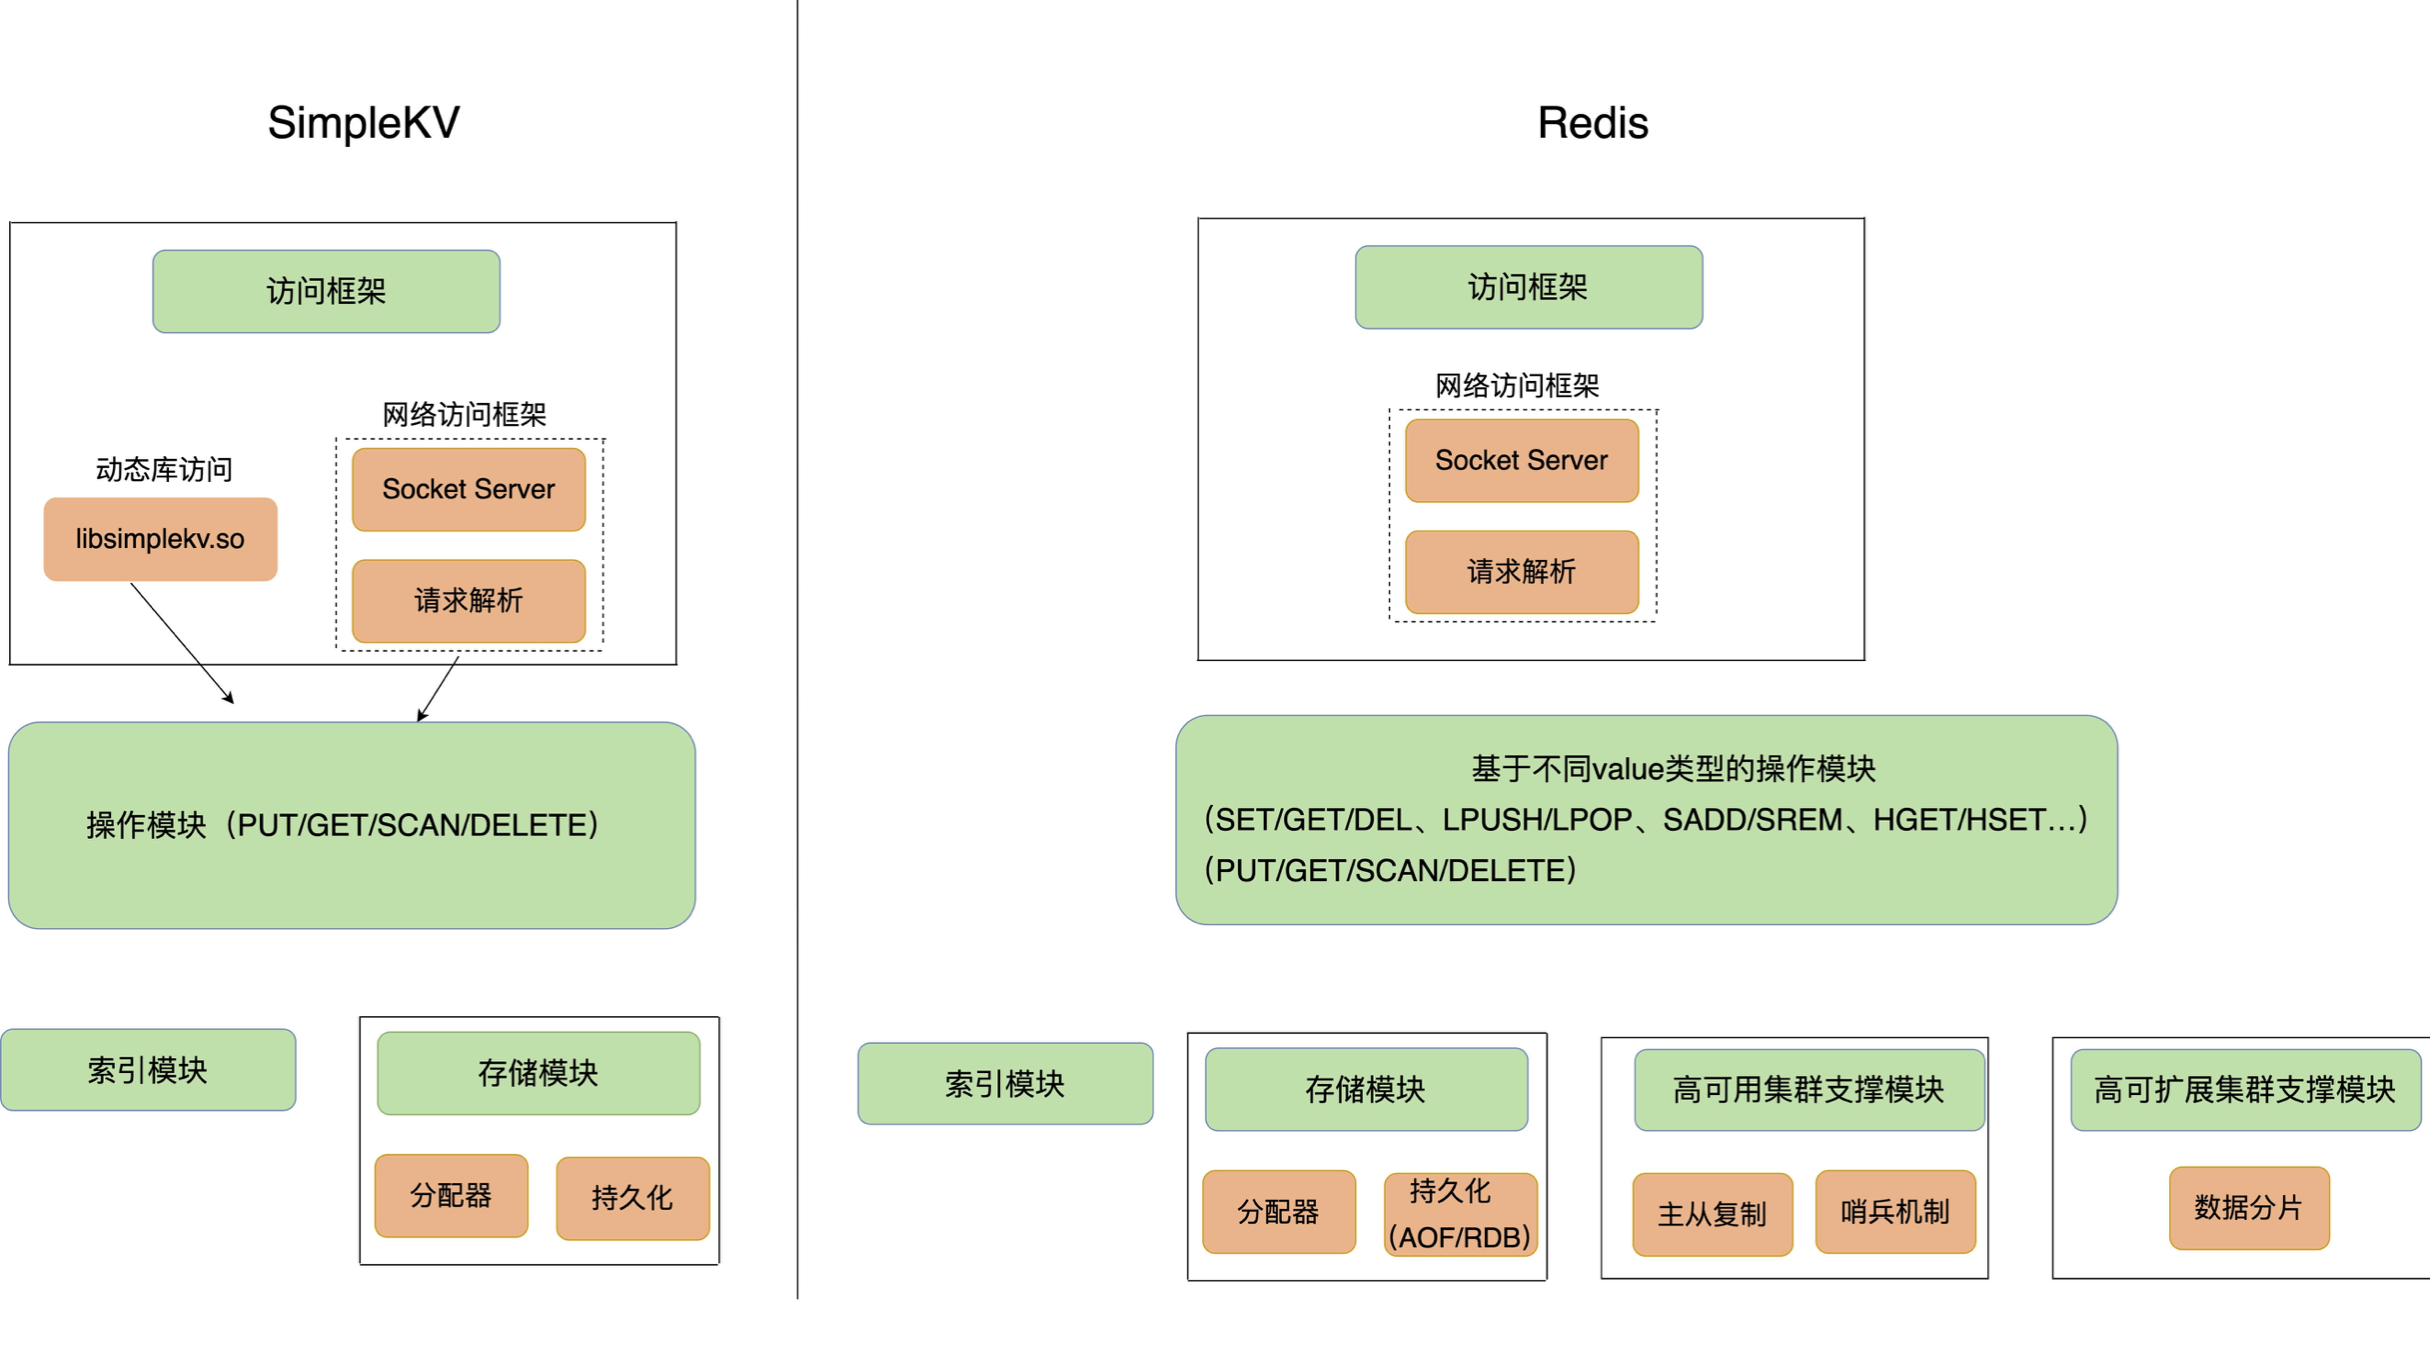 SimpleKV
访问框架
网络访问框架
动态库访问
Socket Server
libsimplekv.so
请求解析
操作模块（PUT/GET/SCAN/DELETE）
索引模块
存储模块
分配器
持久化
Redis
访问框架
网络访问框架
Socket Server
请求解析
基于不同value类型的操作模块
（SET/GET/DEL、LPUSH/LPOP、SADD/SREM、HGET/HSET...）
（PUT/GET/SCAN/DELETE）
索引模块
存储模块
分配器
持久化
（AOF/RDB）
高可用集群支撑模块
主从复制
哨兵机制
高可扩展集群支撑模块
数据分片